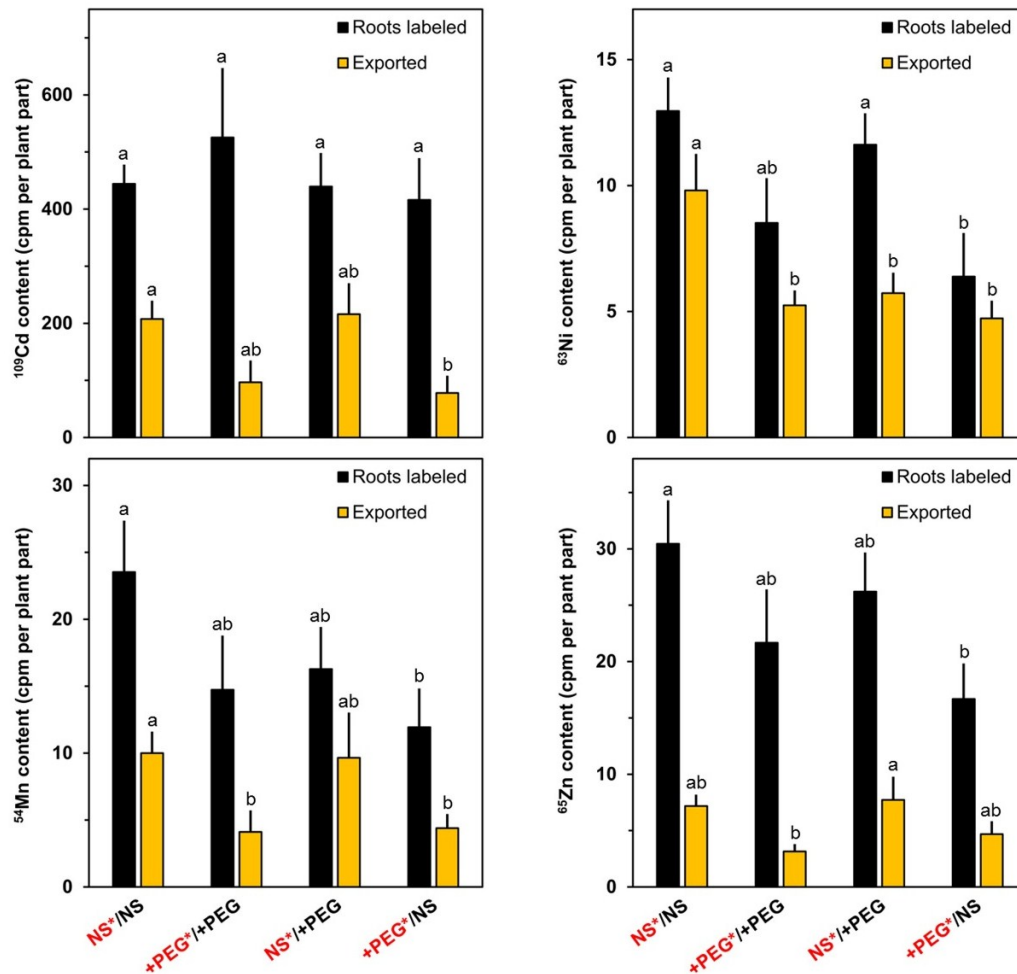 Roots labeled
Exported
a
a
a
a
a
ab
ab
b
600
400
200
0
¹⁰⁹Cd content (cpm per plant part)
Roots labeled
Exported
a
a
ab
b
a
b
b
b
15
10
5
0
⁶³Ni content (cpm per plant part)
Roots labeled
Exported
a
a
ab
b
ab
ab
b
b
30
20
10
0
⁵⁴Mn content (cpm per plant part)
NS*/NS
+PEG*/+PEG
NS*/+PEG
+PEG*/NS
Roots labeled
Exported
a
ab
ab
b
ab
a
b
ab
30
20
10
0
⁶⁵Zn content (cpm per pant part)
NS*/NS
+PEG*/+PEG
NS*/+PEG
+PEG*/NS